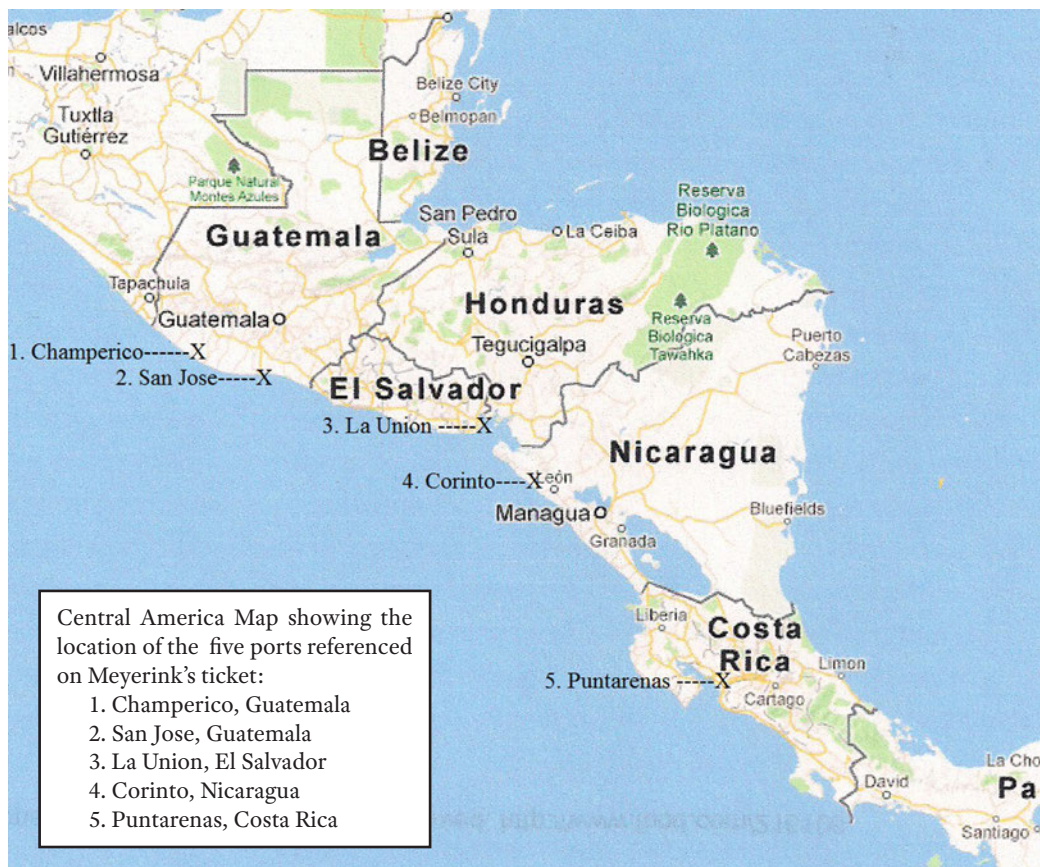 alcos
Villahermosa
Tuxtla
Gutiérrez
Parque Natural
Montes Azules
Belize City
Belmopan
Belize
Guatemala
San Pedro
Sula
La Ceiba
Reserva
Biologica
Rio Platano
Tapachula
Guatemala
Honduras
Reserva
Biologica
Tawahka
Tegucigalpa
Puerto
Cabezas
1. Champerico------X
2. San Jose-----X
El Salvador
3. La Union -----X
Nicaragua
4. Corinto----X
León
Managua
Granada
Bluefields
Liberia
Costa
Rica
Limon
5. Puntarenas -----X
Cartago
David
La Cho
Pa
Santiago
Central America Map showing the
location of the five ports referenced
on Meyerink’s ticket:
1. Champerico, Guatemala
2. San Jose, Guatemala
3. La Union, El Salvador
4. Corinto, Nicaragua
5. Puntarenas, Costa Rica